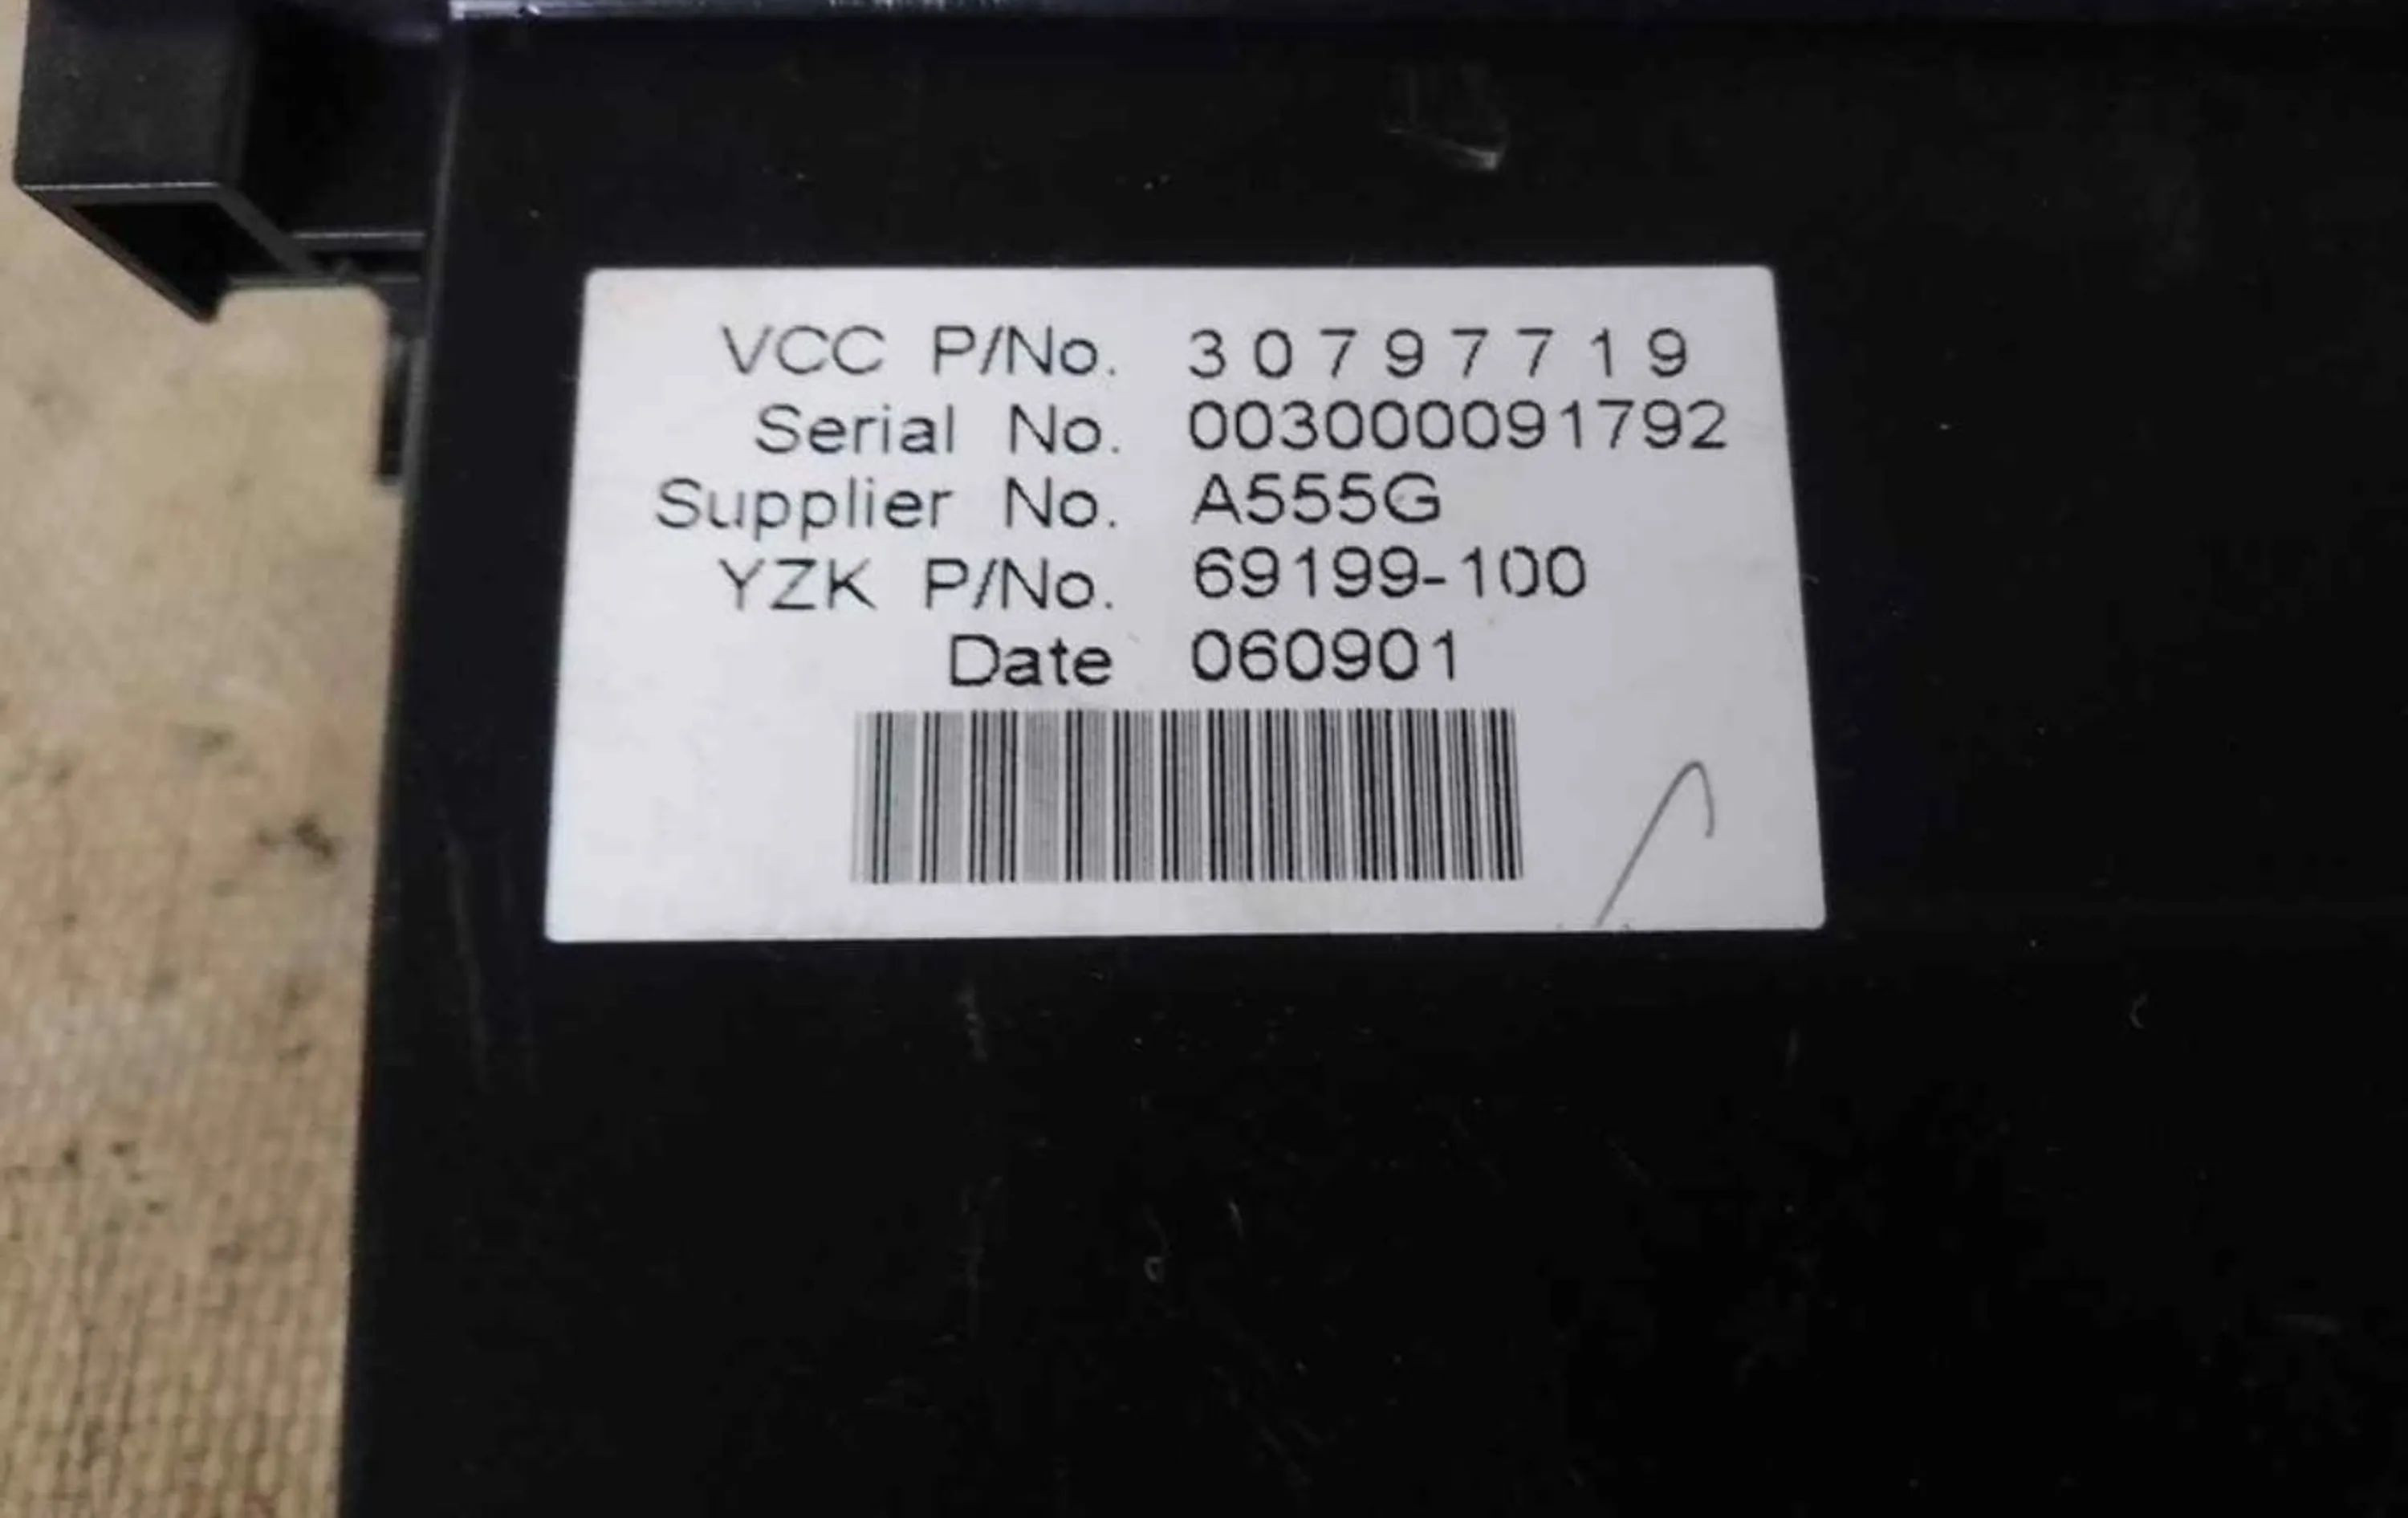 VCC P/No. 30797719
Serial No. 003000091792
Supplier No. A555G
YZK P/No. 69199-100
Date 060901